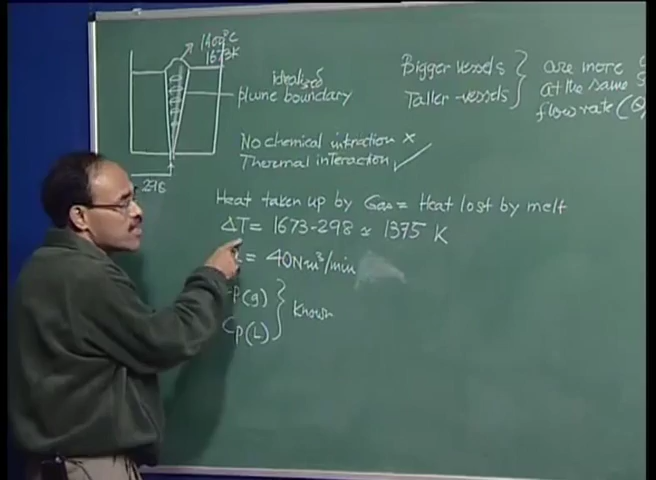 1400°C
1673K
idealised
plume boundary
298
Bigger vessels
Taller vessels
are more
at the same
flow rate (Q)
No chemical interaction ×
Thermal interaction ✓
Heat taken up by Gas = Heat lost by melt
ΔT = 1673-298 ≃ 1375 K
= 40 Nm³/min
P(g)
CP(L)
Known